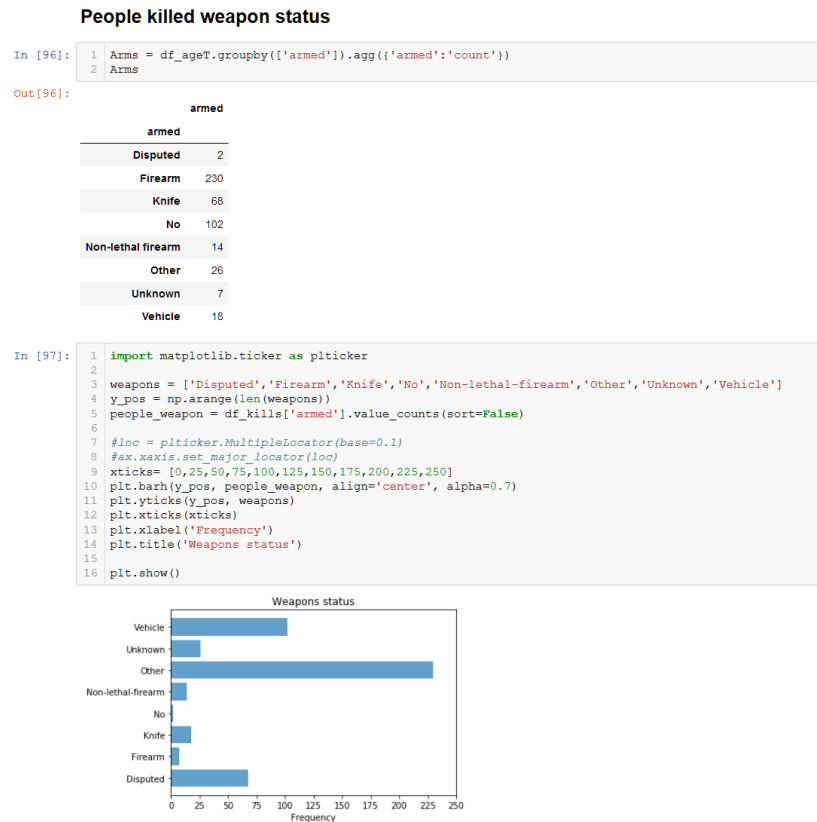 People killed weapon status
In [96]:
1 Arms = df_ageT.groupby(['armed']).agg({'armed':'count'})
2 Arms
Out[96]:
armed
armed
Disputed 2
Firearm 230
Knife 68
No 102
Non-lethal firearm 14
Other 26
Unknown 7
Vehicle 18
In [97]:
1 import matplotlib.ticker as plticker
2
3 weapons = ['Disputed','Firearm','Knife','No','Non-lethal-firearm','Other','Unknown','Vehicle']
4 y_pos = np.arange(len(weapons))
5 people_weapon = df_kills['armed'].value_counts(sort=False)
6
7 #loc = plticker.MultipleLocator(base=0.1)
8 #ax.xaxis.set_major_locator(loc)
9 xticks= [0,25,50,75,100,125,150,175,200,225,250]
10 plt.barh(y_pos, people_weapon, align='center', alpha=0.7)
11 plt.yticks(y_pos, weapons)
12 plt.xticks(xticks)
13 plt.xlabel('Frequency')
14 plt.title('Weapons status')
15
16 plt.show()
Weapons status
Vehicle
Unknown
Other
Non-lethal-firearm
No
Knife
Firearm
Disputed
0 25 50 75 100 125 150 175 200 225 250
Frequency